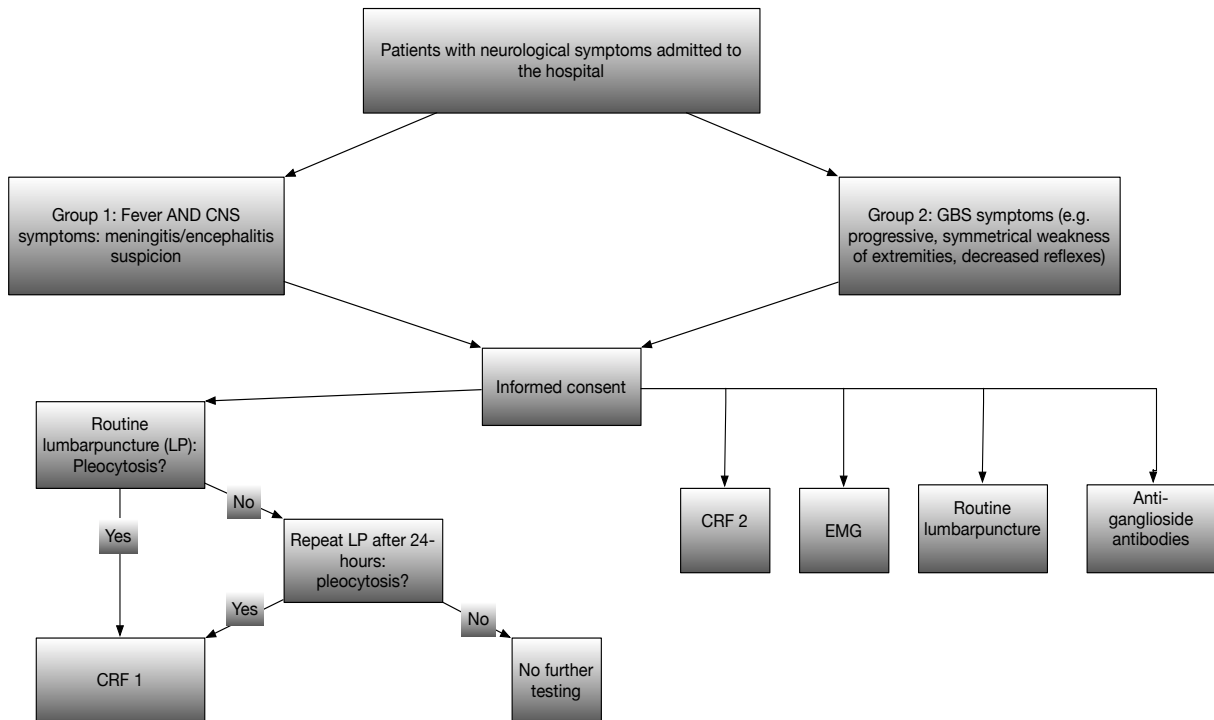 Patients with neurological symptoms admitted to
the hospital
Group 1: Fever AND CNS
symptoms: meningitis/encephalitis
suspicion
Group 2: GBS symptoms (e.g.
progressive, symmetrical weakness
of extremities, decreased reflexes)
Informed consent
Routine
lumbarpuncture (LP):
Pleocytosis?
No
Yes
Repeat LP after 24-
hours:
pleocytosis?
Yes
No
CRF 1
No further
testing
CRF 2
EMG
Routine
lumbarpuncture
Anti-
ganglioside
antibodies